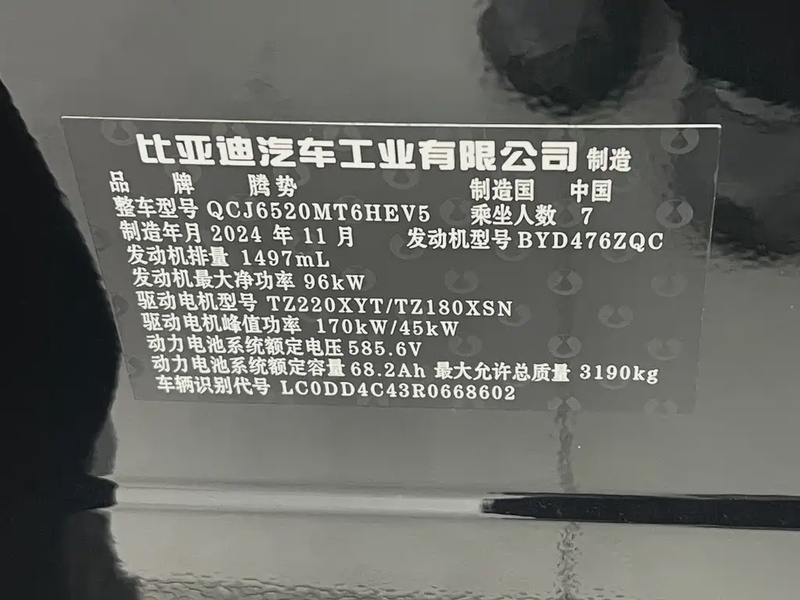 比亚迪汽车工业有限公司 制造
品 牌 腾势 制造国 中国
整车型号 QCJ6520MT6HEV5 乘坐人数 7
制造年月 2024 年 11 月 发动机型号 BYD476ZQC
发动机排量 1497mL
发动机最大净功率 96kW
驱动电机型号 TZ220XYT/TZ180XSN
驱动电机峰值功率 170kW/45kW
动力电池系统额定电压 585.6V
动力电池系统额定容量 68.2Ah 最大允许总质量 3190kg
车辆识别代号 LC0DD4C43R0668602